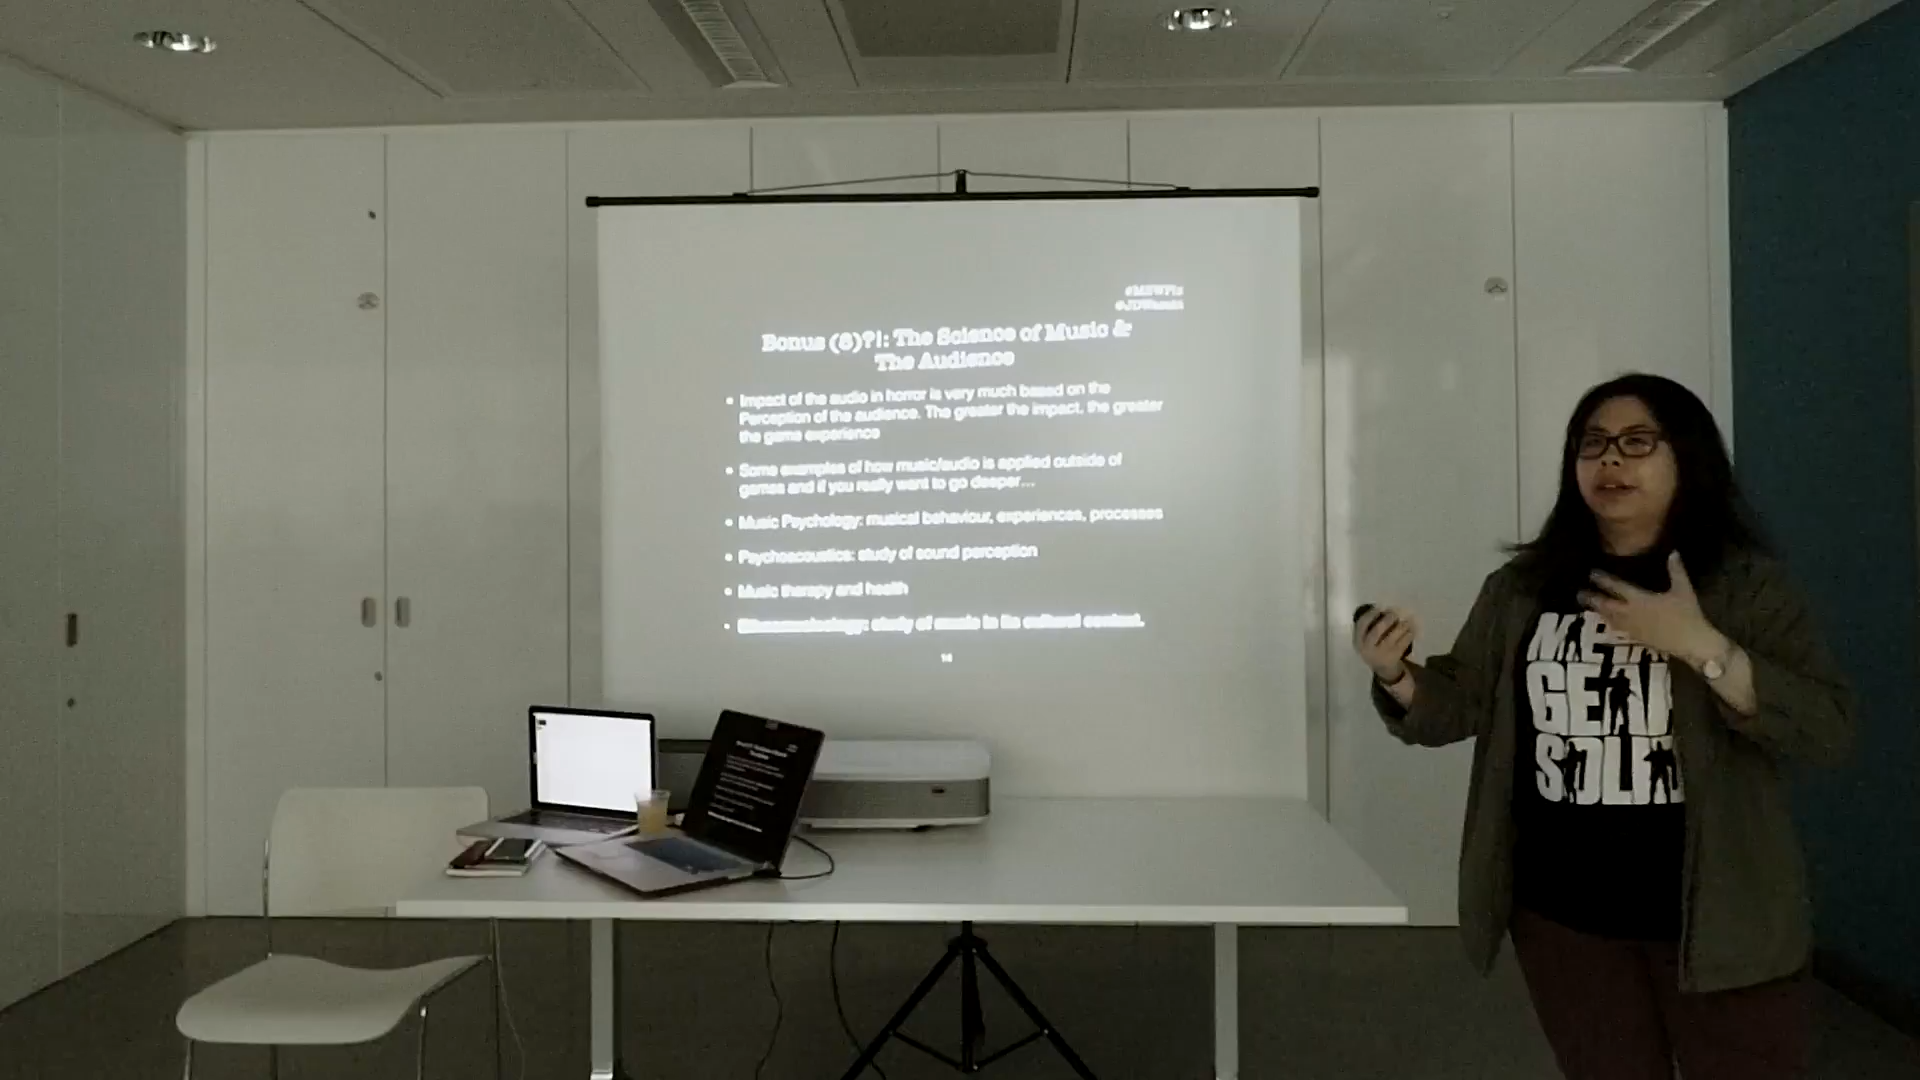 Bonus (8)?!: The Science of Music &
The Audience
• Impact of the audio in horror is very much based on the
Perception of the audience. The greater the impact, the greater
the game experience
• Some examples of how music/audio is applied outside of
games and if you really want to go deeper...
• Music Psychology: musical behaviour, experiences, processes
• Psychoacoustics: study of sound perception
• Music therapy and health
• Ethnomusicology: study of music in its cultural context.
METAL
GEAR
SOLID